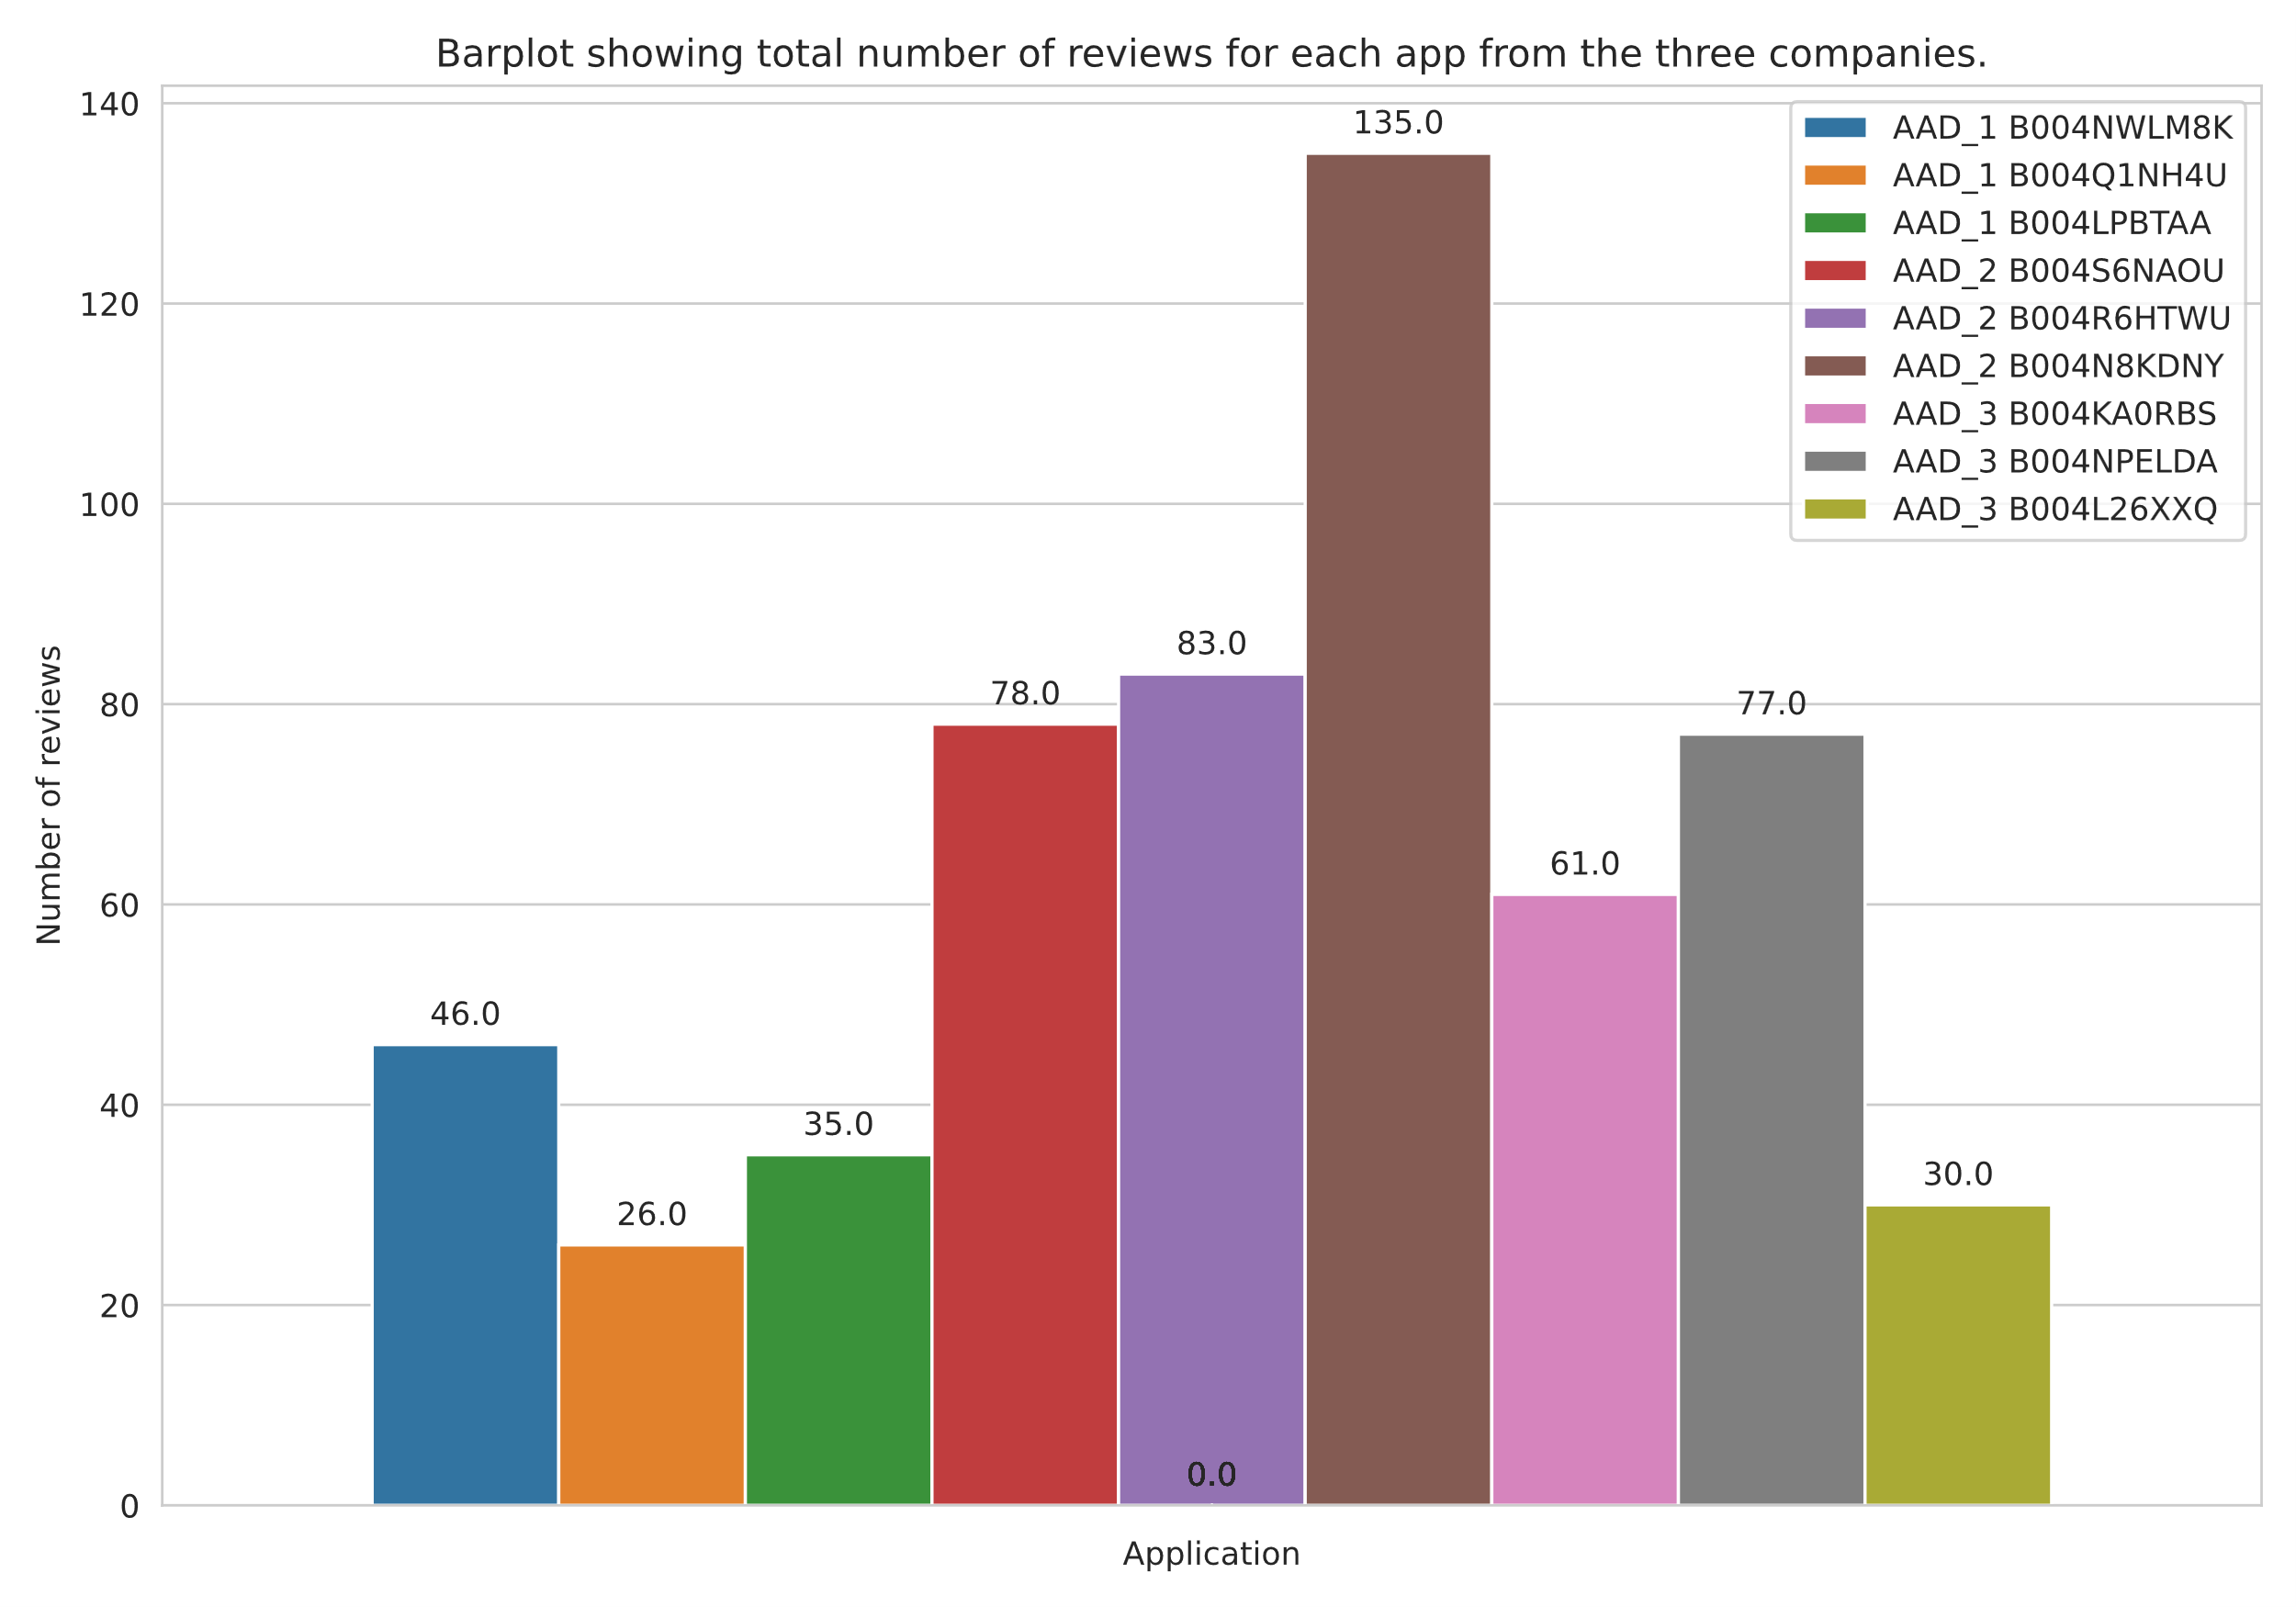 Barplot showing total number of reviews for each app from the three companies.
140
120
100
80
60
40
20
0
Number of reviews
46.0
26.0
35.0
78.0
83.0
0.0
135.0
61.0
77.0
30.0
AAD_1 B004NWLM8K
AAD_1 B004Q1NH4U
AAD_1 B004LPBTAA
AAD_2 B004S6NAOU
AAD_2 B004R6HTWU
AAD_2 B004N8KDNY
AAD_3 B004KA0RBS
AAD_3 B004NPELDA
AAD_3 B004L26XXQ
Application